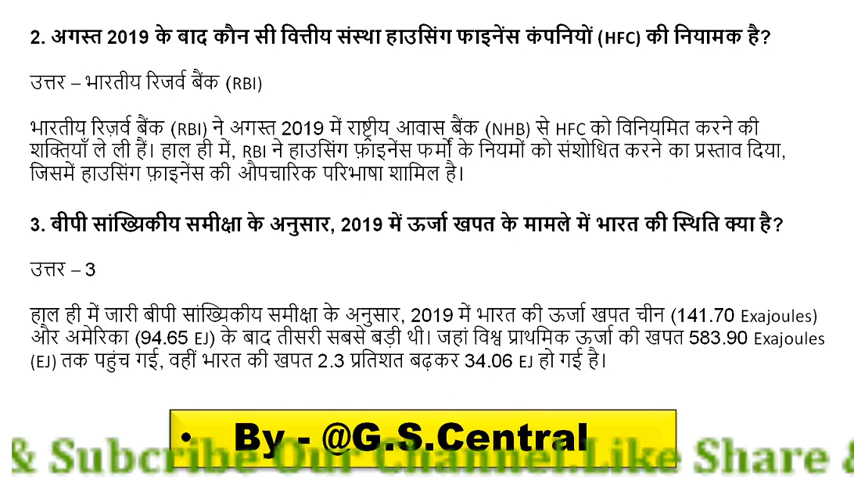 2. अगस्त 2019 के बाद कौन सी वित्तीय संस्था हाउसिंग फाइनेंस कंपनियों (HFC) की नियामक है?
उत्तर – भारतीय रिजर्व बैंक (RBI)
भारतीय रिज़र्व बैंक (RBI) ने अगस्त 2019 में राष्ट्रीय आवास बैंक (NHB) से HFC को विनियमित करने की
शक्तियाँ ले ली हैं। हाल ही में, RBI ने हाउसिंग फ़ाइनेंस फर्मों के नियमों को संशोधित करने का प्रस्ताव दिया,
जिसमें हाउसिंग फ़ाइनेंस की औपचारिक परिभाषा शामिल है।
3. बीपी सांख्यिकीय समीक्षा के अनुसार, 2019 में ऊर्जा खपत के मामले में भारत की स्थिति क्या है?
उत्तर – 3
हाल ही में जारी बीपी सांख्यिकीय समीक्षा के अनुसार, 2019 में भारत की ऊर्जा खपत चीन (141.70 Exajoules)
और अमेरिका (94.65 EJ) के बाद तीसरी सबसे बड़ी थी। जहां विश्व प्राथमिक ऊर्जा की खपत 583.90 Exajoules
(EJ) तक पहुंच गई, वहीं भारत की खपत 2.3 प्रतिशत बढ़कर 34.06 EJ हो गई है।
• By - @G.S.Central
& Subcribe Our Channel.Like Share &